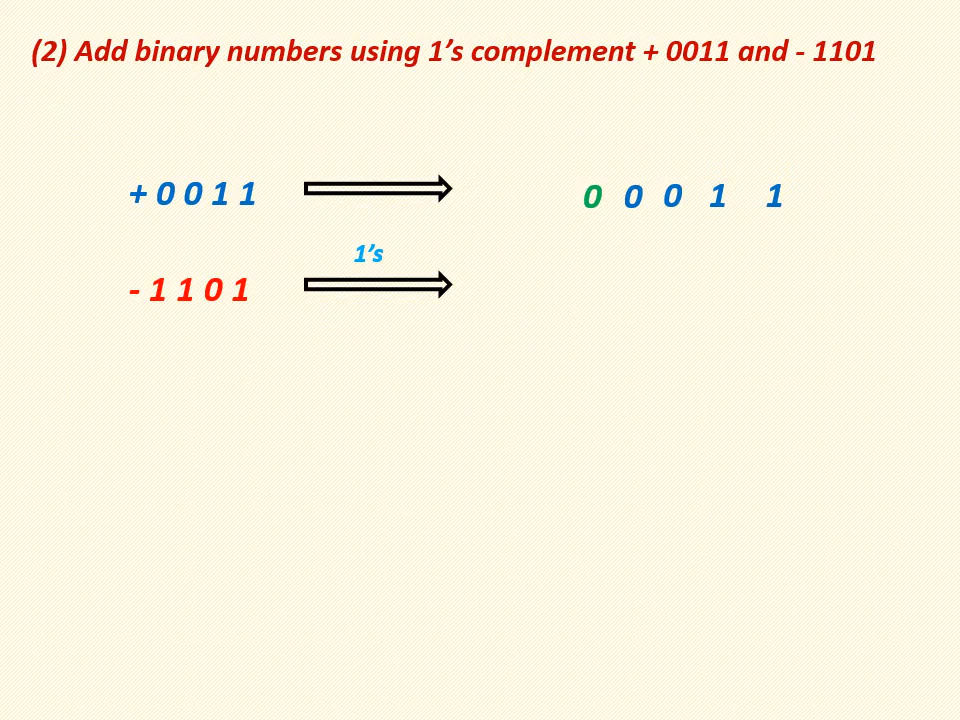 (2) Add binary numbers using 1’s complement + 0011 and - 1101
+ 0 0 1 1 0 0 0 1 1
1’s
- 1 1 0 1